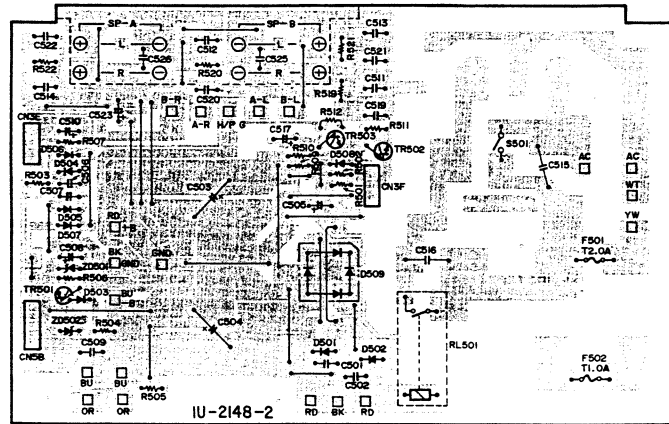 SP-A SP-B
C522 L C526 C512 L C525 R521 C513
C521
R522 R R520 R
C514 C520 R519 C511
C523 B-R A-R H/P G A-L B-L C519
CN3E C510 R512 R511
R507 C517 TR503 TR502
D506 R510 D508
D504 S501 C515 AC AC
R503 C503 CN3F WT
C507 C505 R501
D505 YW
D507 RD +B
C508 BK GND GND C516 F501
ZD501 T2.0A
R506 D509
TR501 D503 BU -B
ZD502 R504 C504 RL501
CN5B C509 D501 D502
BU BU C501 F502
C502 T1.0A
OR OR R505 1U-2148-2 RD BK RD